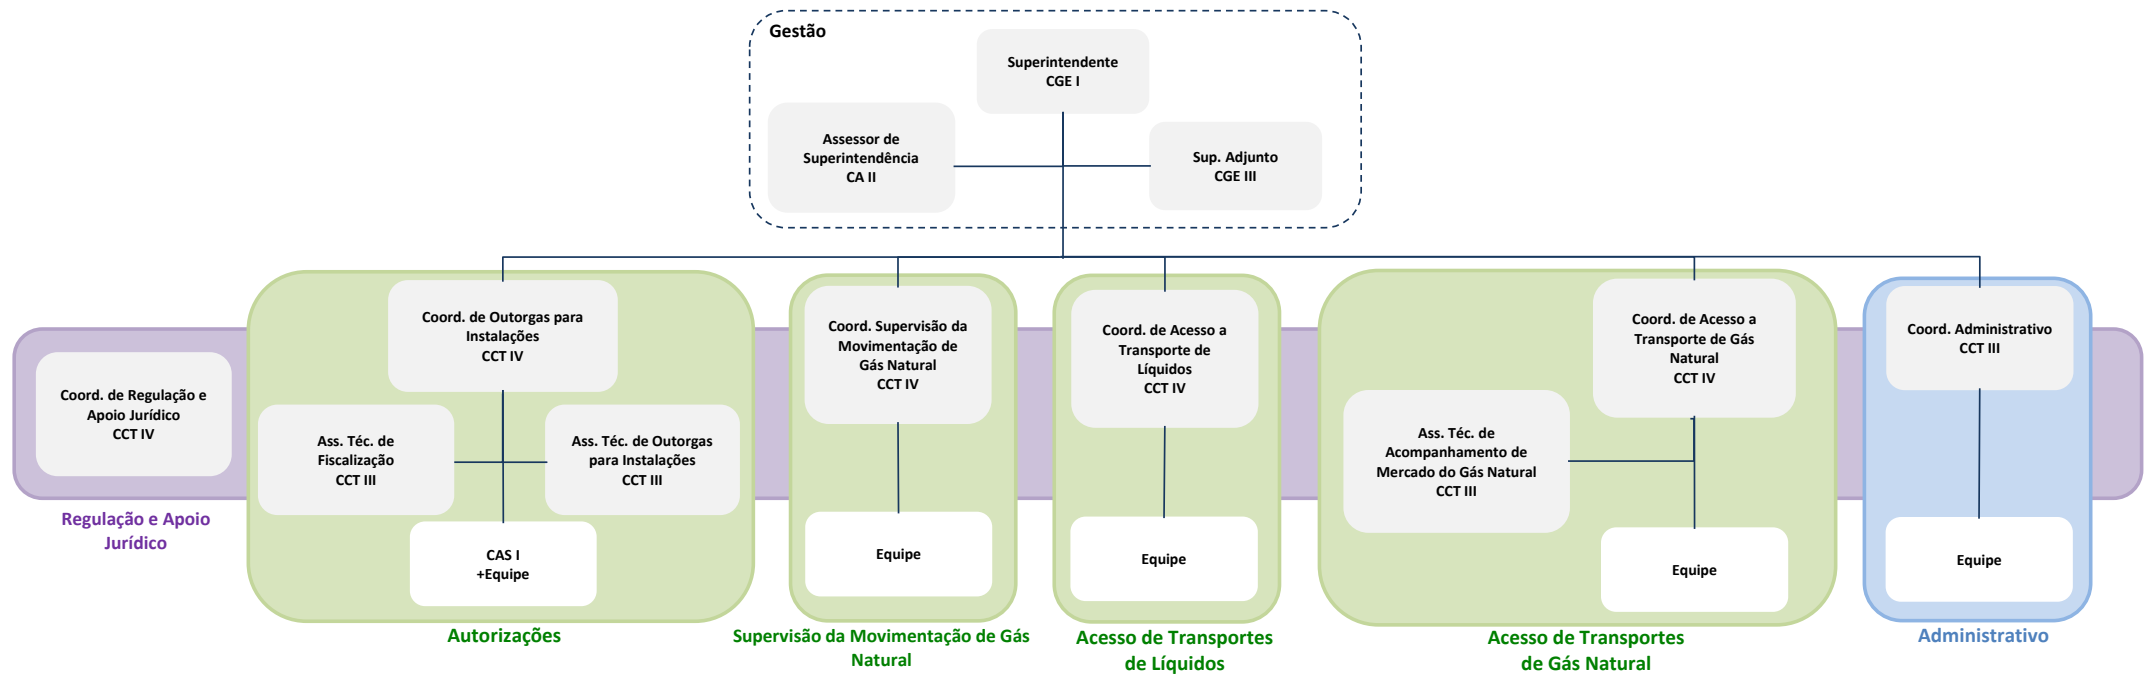 Gestão
Superintendente
CGE I
Assessor de
Superintendência
CA II
Sup. Adjunto
CGE III
Coord. de Regulação e
Apoio Jurídico
CCT IV
Regulação e Apoio
Jurídico
Coord. de Outorgas para
Instalações
CCT IV
Ass. Téc. de
Fiscalização
CCT III
Ass. Téc. de Outorgas
para Instalações
CCT III
CAS I
+Equipe
Autorizações
Coord. Supervisão da
Movimentação de
Gás Natural
CCT IV
Equipe
Supervisão da Movimentação de Gás
Natural
Coord. de Acesso a
Transporte de
Líquidos
CCT IV
Equipe
Acesso de Transportes
de Líquidos
Coord. de Acesso a
Transporte de Gás
Natural
CCT IV
Ass. Téc. de
Acompanhamento de
Mercado do Gás Natural
CCT III
Equipe
Acesso de Transportes
de Gás Natural
Coord. Administrativo
CCT III
Equipe
Administrativo